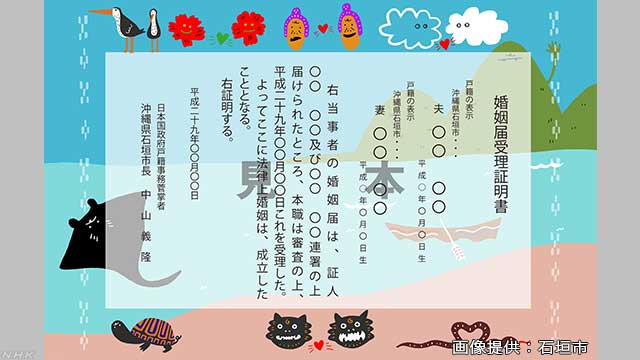 婚姻届受理証明書
戸籍の表示
沖縄県石垣市・・・
夫 〇〇 〇〇
平成〇年〇月〇日生
戸籍の表示
沖縄県石垣市・・・
妻 〇〇 〇〇
平成〇年〇月〇日生
右当事者の婚姻届は、証人
〇〇 〇〇及び〇〇 〇〇連署の上
届けられたところ、本職は審査の上、
平成二十九年〇〇月〇〇日これを受理した。
よってここに法律上婚姻は、成立した
こととなる。
右証明する。
平成二十九年〇〇月〇〇日
日本国政府戸籍事務管掌者
沖縄県石垣市長 中山義隆
見本
NHK
画像提供：石垣市